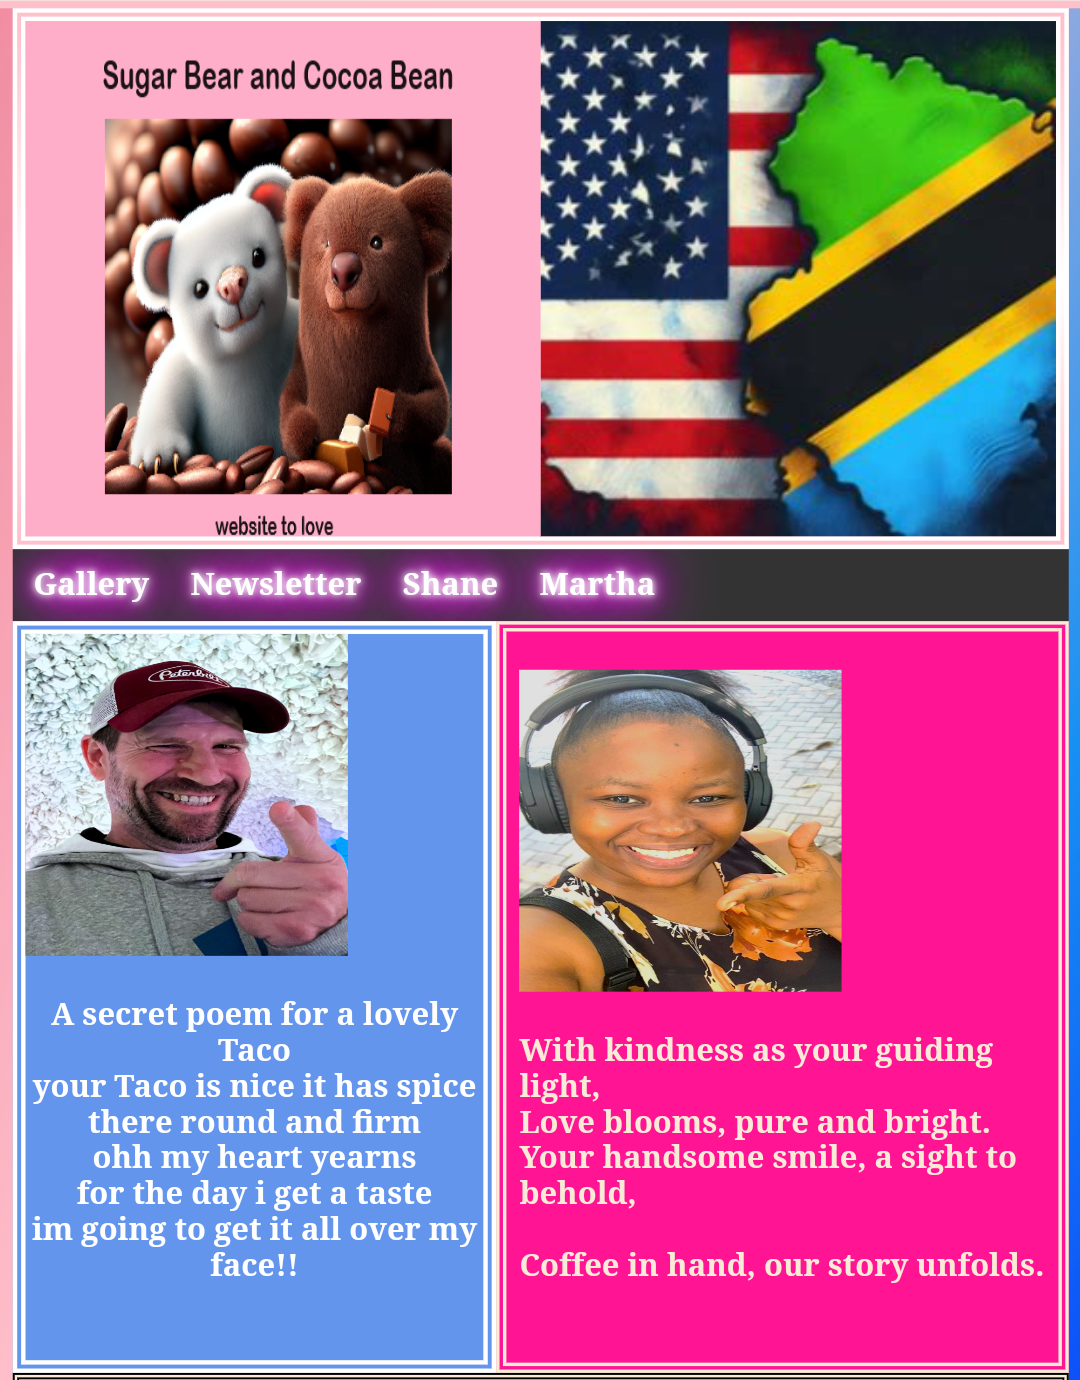 Sugar Bear and Cocoa Bean
website to love
Gallery Newsletter Shane Martha
Peterbilt
A secret poem for a lovely
Taco
your Taco is nice it has spice
there round and firm
ohh my heart yearns
for the day i get a taste
im going to get it all over my
face!!
With kindness as your guiding
light,
Love blooms, pure and bright.
Your handsome smile, a sight to
behold,
Coffee in hand, our story unfolds.